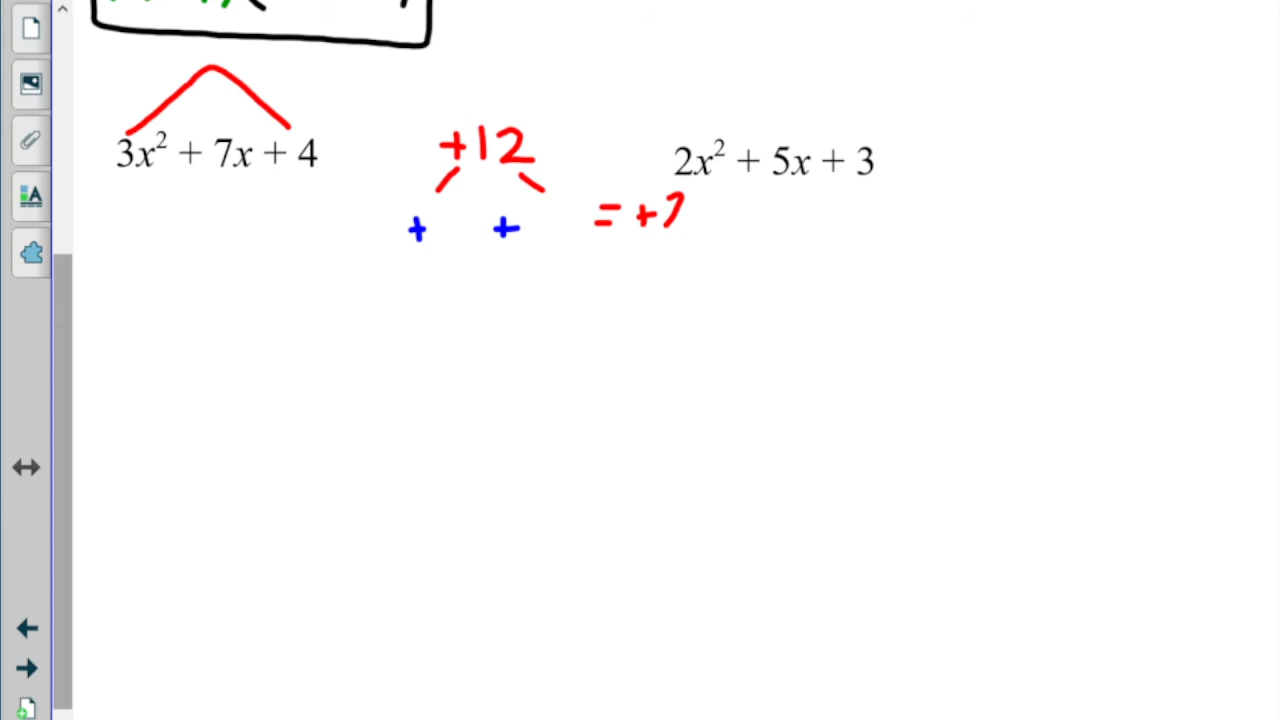 3x² + 7x + 4
+12
2x² + 5x + 3
+ + = +7